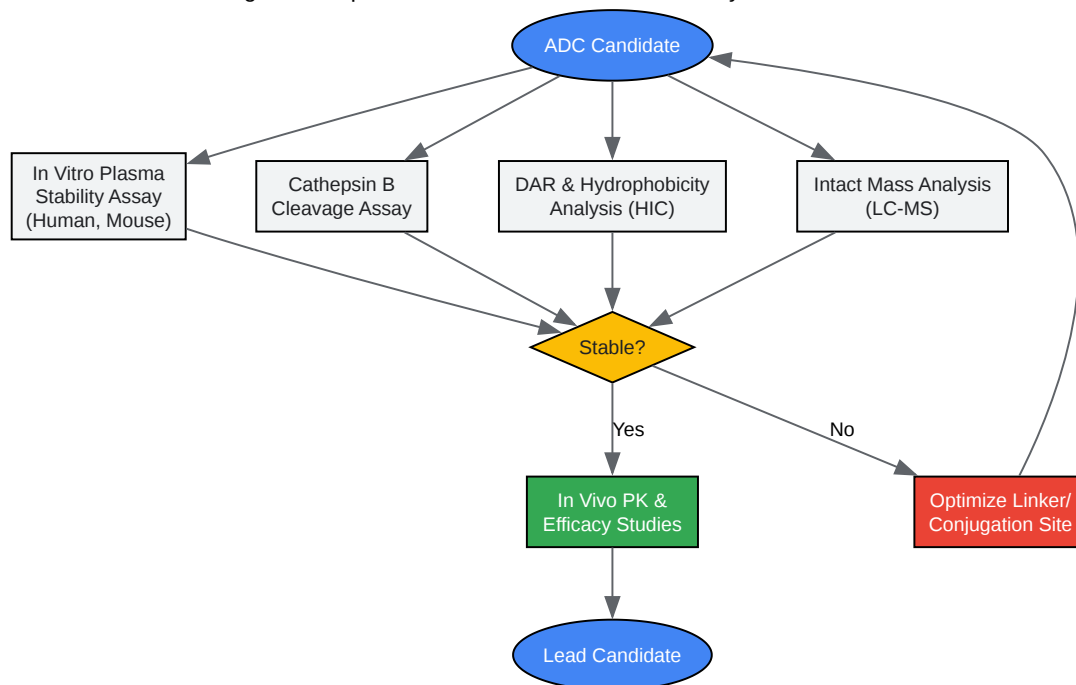 ADC Candidate
In Vitro Plasma
Stability Assay
(Human, Mouse)
Cathepsin B
Cleavage Assay
DAR & Hydrophobicity
Analysis (HIC)
Intact Mass Analysis
(LC-MS)
Stable?
Yes
No
In Vivo PK &
Efficacy Studies
Optimize Linker/
Conjugation Site
Lead Candidate